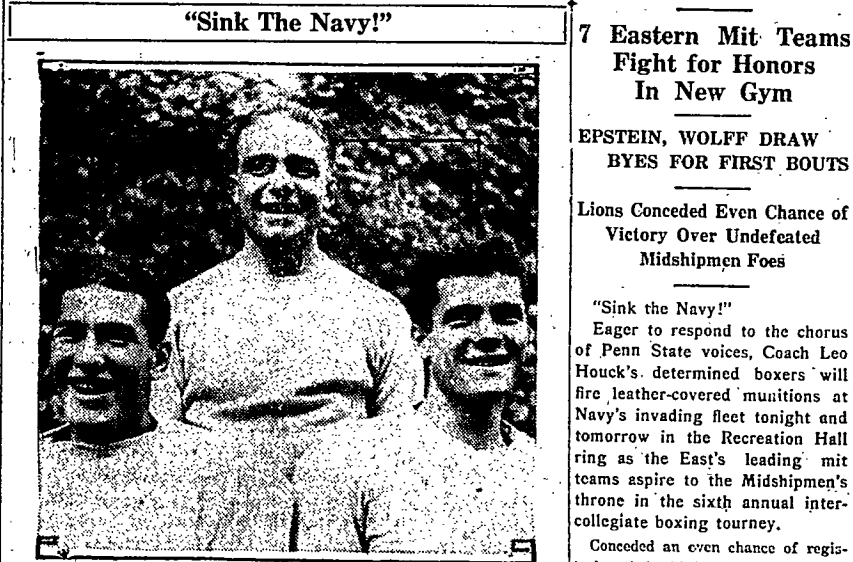 "Sink The Navy!"
7 Eastern Mit Teams
Fight for Honors
In New Gym
EPSTEIN, WOLFF DRAW
BYES FOR FIRST BOUTS
Lions Conceded Even Chance of
Victory Over Undefeated
Midshipmen Foes
"Sink the Navy!"
Eager to respond to the chorus
of Penn State voices, Coach Leo
Houck's determined boxers will
fire leather-covered munitions at
Navy's invading fleet tonight and
tomorrow in the Recreation Hall
ring as the East's leading mit
teams aspire to the Midshipmen's
throne in the sixth annual inter-
collegiate boxing tourney.
Conceded an even chance of regis-